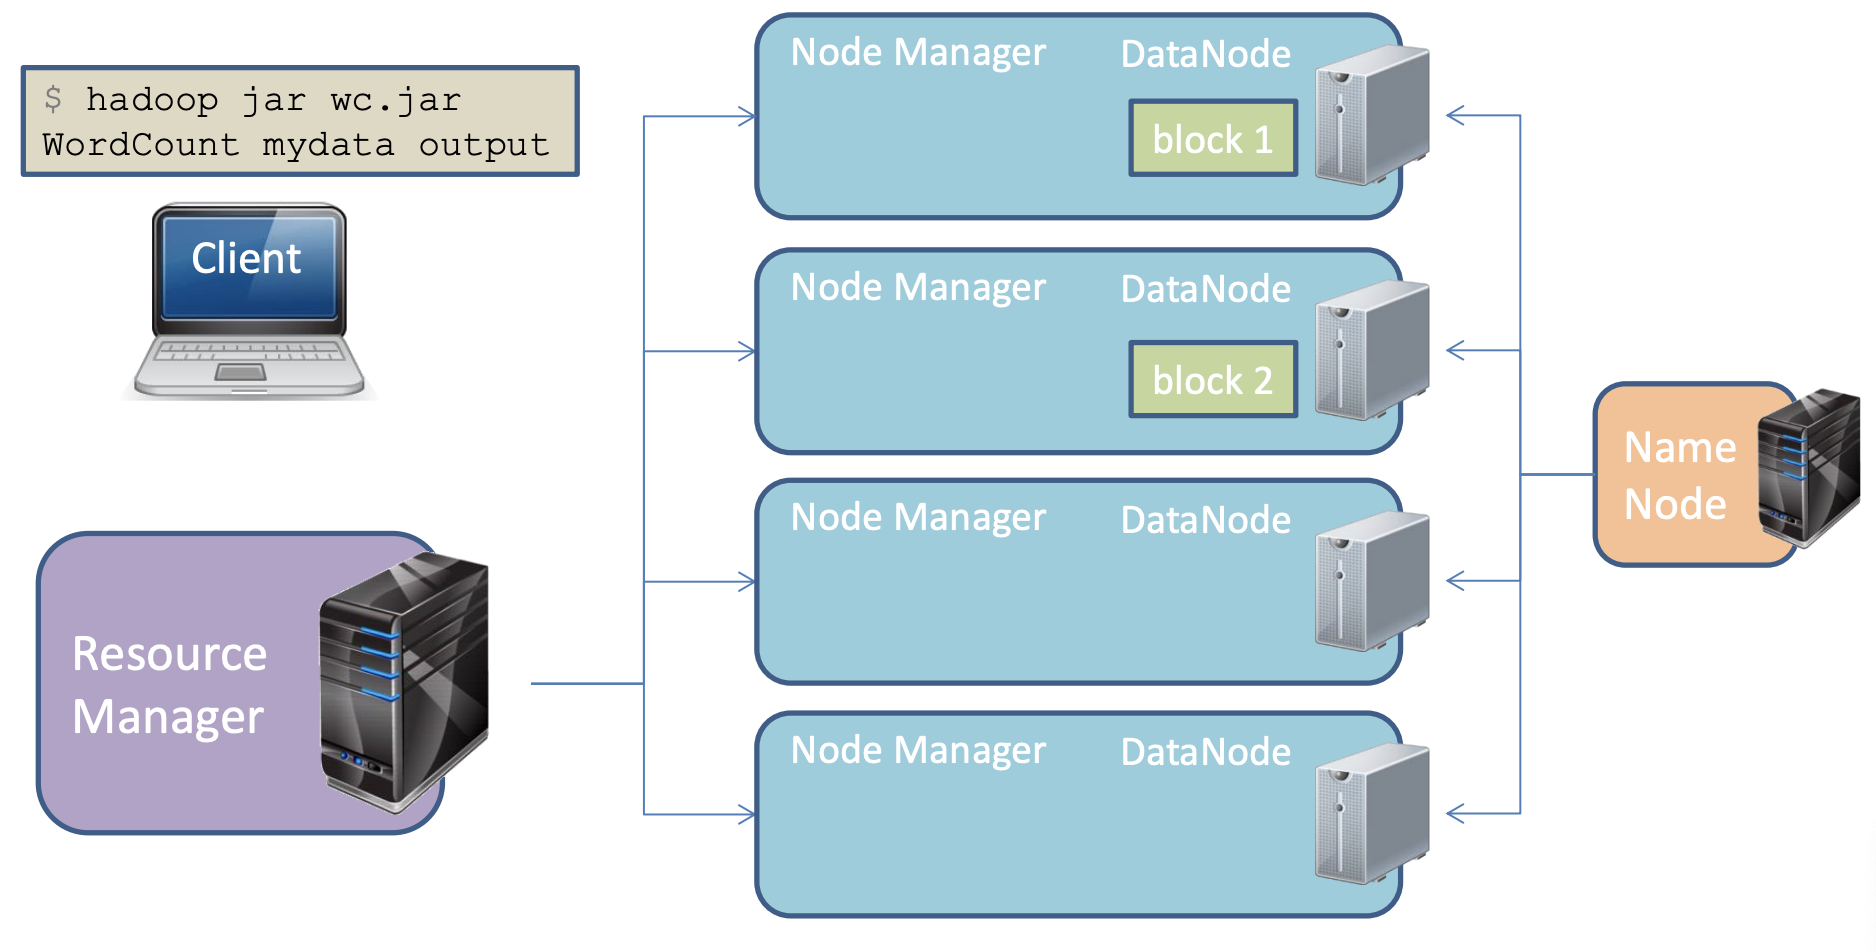 $ hadoop jar wc.jar
WordCount mydata output
Client
Resource
Manager
Node Manager
DataNode
block 1
Node Manager
DataNode
block 2
Node Manager
DataNode
Node Manager
DataNode
Name
Node